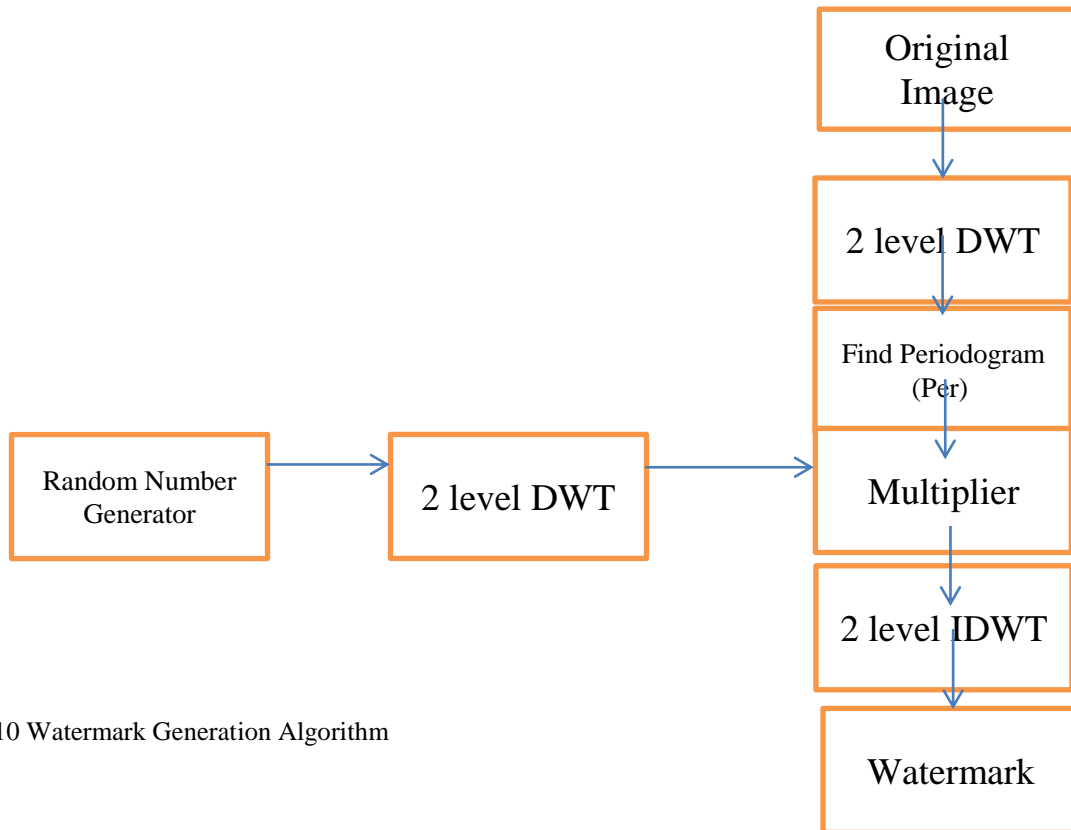 Original
Image
2 level DWT
Find Periodogram
(Per)
Random Number
Generator
2 level DWT
Multiplier
2 level IDWT
10 Watermark Generation Algorithm
Watermark